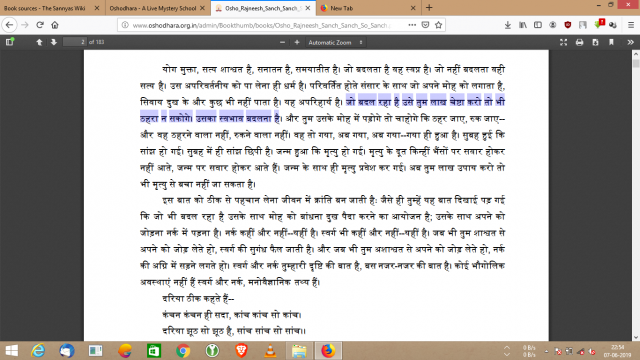 Book sources - The Sannyas Wiki
Oshodhara - A Live Mystery School
Osho_Rajneesh_Sanch_Sanch_So_Sanch
New Tab
www.oshodhara.org.in/Admin/Bookthumb/books/Osho_Rajneesh_Sanch_Sanch_So_Sanch
Search
2 of 183
Automatic Zoom
योग मुक्ता, सत्य शाश्वत है, सनातन है, समयातीत है। जो बदलता है वह स्वप्न है। जो नहीं बदलता वही
सत्य है। उस अपरिवर्तनीय को पा लेना ही धर्म है। परिवर्तित होते संसार के साथ जो अपने मोह को लगाता है,
सिवाय दुख के और कुछ भी नहीं पाता है। यह अपरिहार्य है। जो बदल रहा है उसे तुम लाख चेष्टा करो तो भी
ठहरा न सकोगे। उसका स्वभाव बदलना है। और तुम उसके मोह में पड़ोगे तो चाहोगे कि ठहर जाए, रुक जाए--
और वह ठहरने वाला नहीं, रुकने वाला नहीं। वह तो गया, अब गया, अब गया--गया ही हुआ है। सुबह हुई कि
सांझ हो गई। सुबह में ही सांझ छिपी है। जन्म हुआ कि मृत्यु हो गई। मृत्यु के दूत किन्हीं भैंसों पर सवार होकर
नहीं आते, जन्म पर सवार होकर आते हैं। जन्म के साथ ही मृत्यु प्रवेश कर गई। अब तुम लाख उपाय करो तो
भी मृत्यु से बचा नहीं जा सकता है।
इस बात को ठीक से पहचान लेना जीवन में क्रांति बन जाती है। जैसे ही तुम्हें यह बात दिखाई पड़ गई
कि जो भी बदल रहा है उसके साथ मोह को बांधना दुख पैदा करने का आयोजन है; उसके साथ अपने को
जोड़ना नर्क में पड़ना है। नर्क कहीं और नहीं--यहीं है। स्वर्ग भी कहीं और नहीं--यहीं है। जब भी तुम शाश्वत से
अपने को जोड़ लेते हो, स्वर्ग की सुगंध फैल जाती है। और जब भी तुम अशाश्वत से अपने को जोड़ लेते हो, नर्क
की अग्नि में सड़ने लगते हो। स्वर्ग और नर्क तुम्हारी दृष्टि की बात है, बस नजर-नजर की बात है। कोई भौगोलिक
अवस्थाएं नहीं हैं स्वर्ग और नर्क, मनोवैज्ञानिक तथ्य हैं।
दरिया ठीक कहते हैं--
कंचन कंचन ही सदा, कांच कांच सो कांच।
दरिया झूठ सो झूठ है, सांच सांच सो सांच।।
0 B/s
0 B/s
22:54
07-06-2019